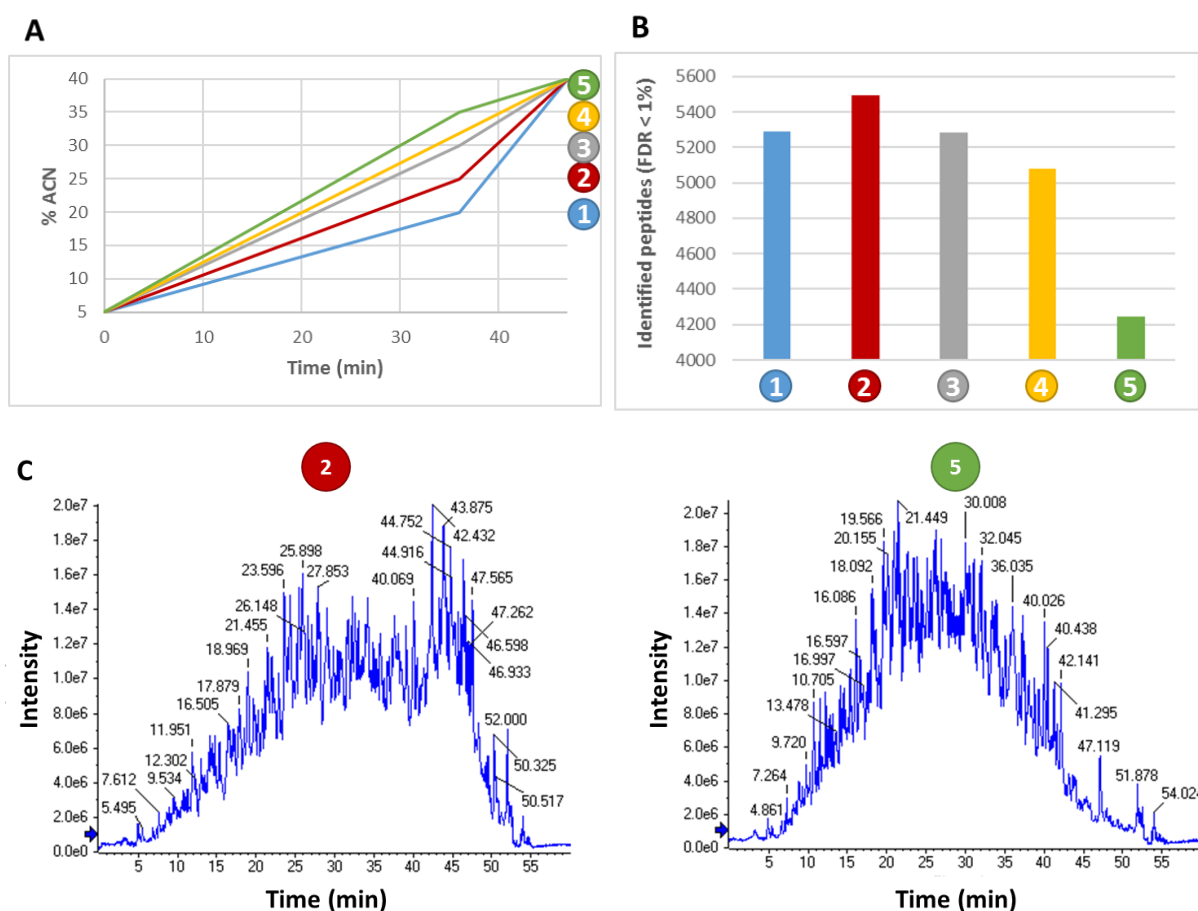 A
B
40
35
30
25
20
15
10
5
% ACN
0
10
20
30
40
Time (min)
5
4
3
2
1
5600
5400
5200
5000
4800
4600
4400
4200
4000
Identified peptides (FDR < 1%)
1
2
3
4
5
C
2
5
2.0e7
1.8e7
1.6e7
1.4e7
1.2e7
1.0e7
8.0e6
6.0e6
4.0e6
2.0e6
0.0e0
Intensity
5.495
7.612
9.534
12.302
11.951
16.505
17.879
18.969
21.455
26.148
23.596
25.898
27.853
40.069
44.916
44.752
43.875
42.432
47.565
47.262
46.598
46.933
52.000
50.325
50.517
5 10 15 20 25 30 35 40 45 50 55
Time (min)
2.0e7
1.8e7
1.6e7
1.4e7
1.2e7
1.0e7
8.0e6
6.0e6
4.0e6
2.0e6
0.0e0
Intensity
4.861
7.264
9.720
13.478
10.705
16.997
16.597
16.086
18.092
20.155
19.566
21.449
30.008
32.045
36.035
40.026
40.438
42.141
41.295
47.119
51.878
54.024
5 10 15 20 25 30 35 40 45 50 55
Time (min)